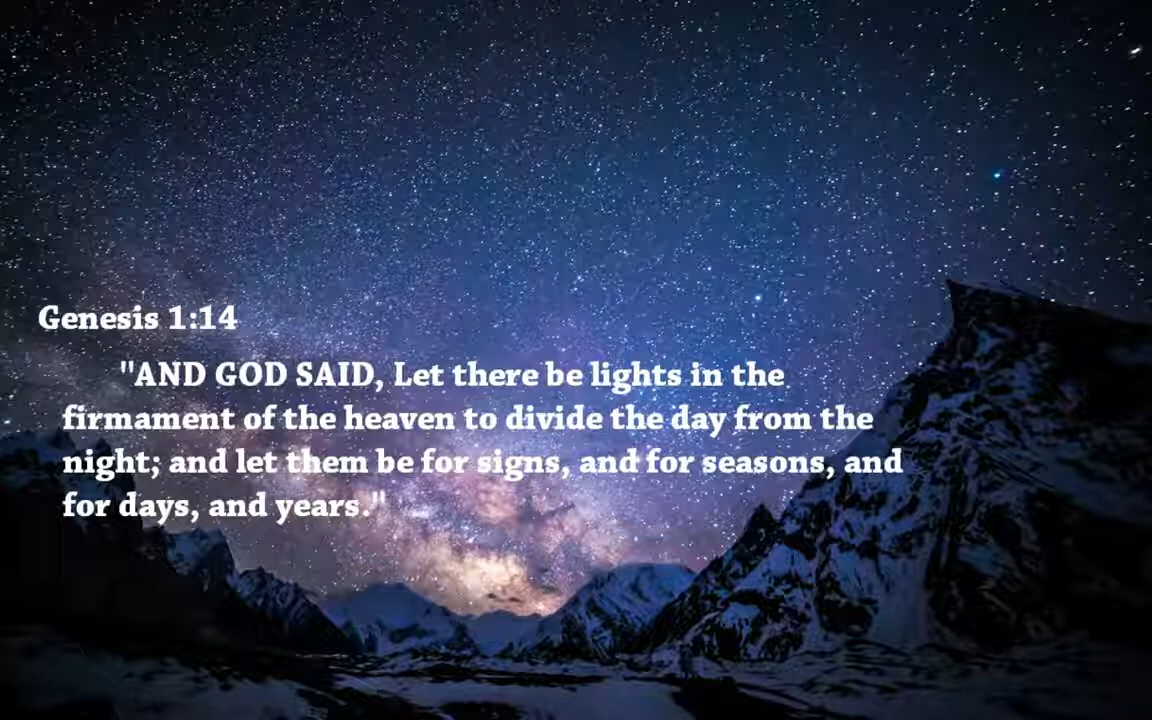 Genesis 1:14
"AND GOD SAID, Let there be lights in the
firmament of the heaven to divide the day from the
night; and let them be for signs, and for seasons, and
for days, and years."